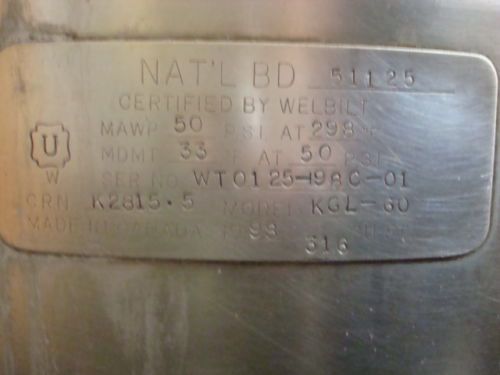 NAT'L BD 51125
CERTIFIED BY WELBILT
MAWP 50 PSI AT 298 °F
U
MDMT 33 °F AT 50 PSI
W
SER NO. WT0125-198C-01
CRN K2815.5 MODEL KGL-60
MADE IN CANADA 1998
316